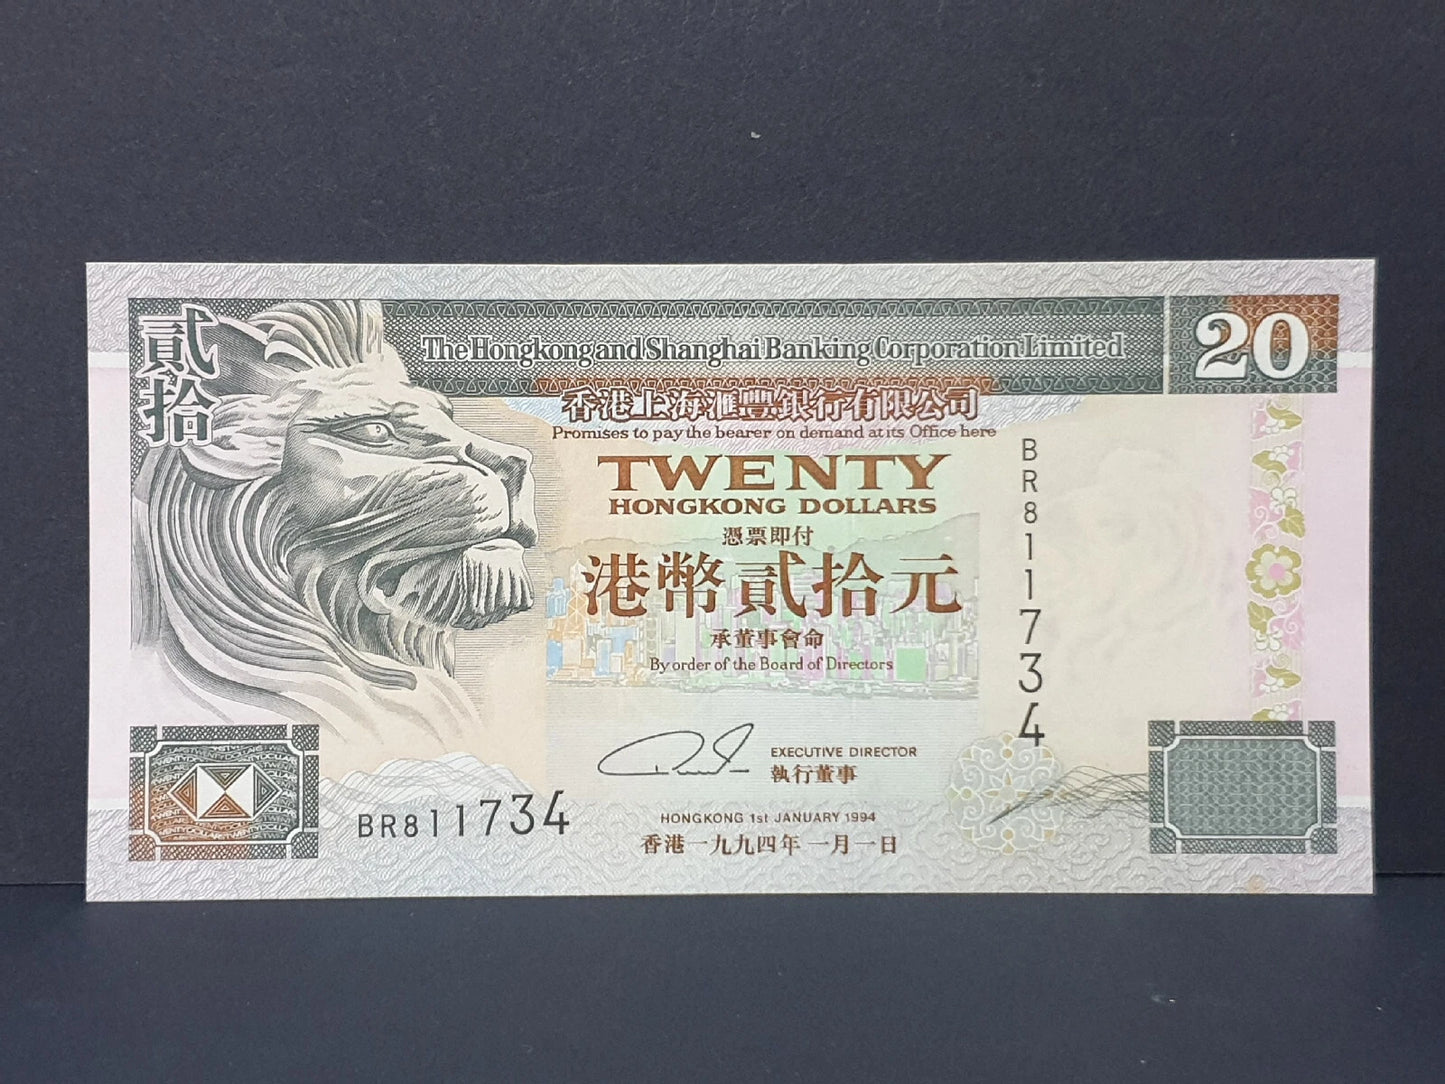 貳拾
The Hongkong and Shanghai Banking Corporation Limited
20
香港上海滙豐銀行有限公司
Promises to pay the bearer on demand at its Office here
TWENTY
HONGKONG DOLLARS
憑票即付
港幣貳拾元
承董事會命
By order of the Board of Directors
BR811734
EXECUTIVE DIRECTOR
執行董事
BR811734
HONGKONG 1st JANUARY 1994
香港一九九四年一月一日